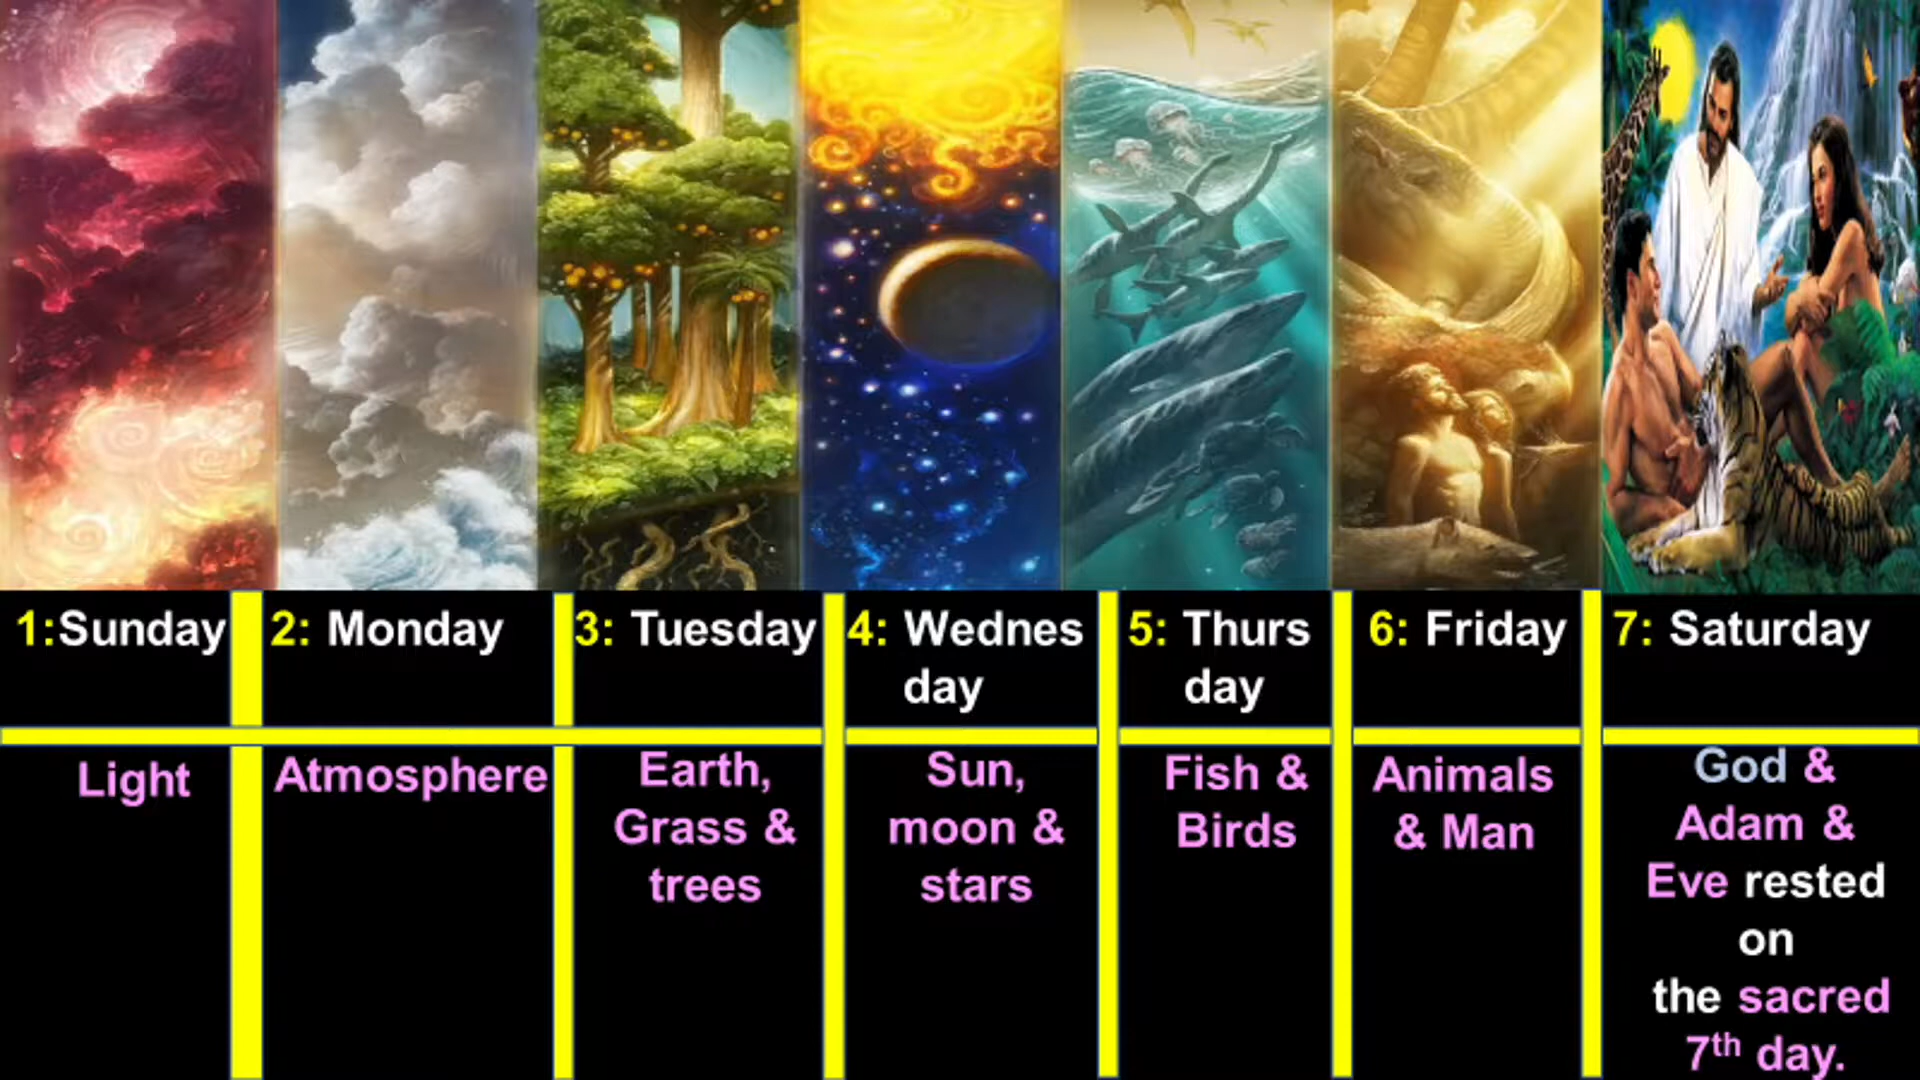 1:Sunday
2: Monday
3: Tuesday
4: Wednes
day
5: Thurs
day
6: Friday
7: Saturday
Light
Atmosphere
Earth,
Grass &
trees
Sun,
moon &
stars
Fish &
Birds
Animals
& Man
God &
Adam &
Eve rested
on
the sacred
7th day.